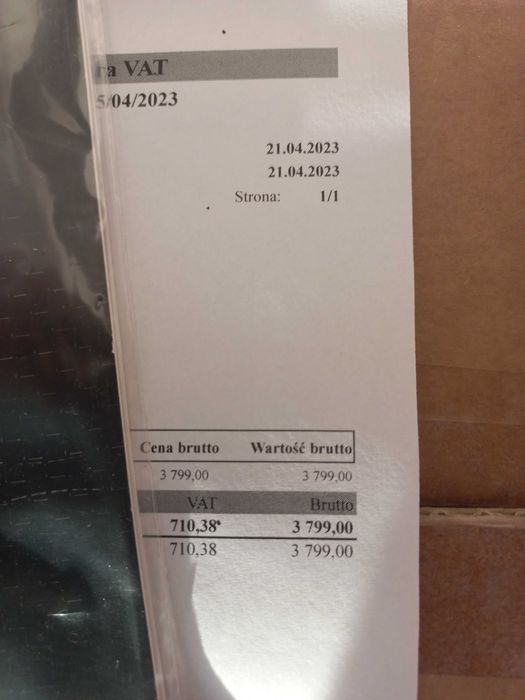 ra VAT
5/04/2023
21.04.2023
21.04.2023
Strona: 1/1
Cena brutto Wartość brutto
3 799,00 3 799,00
VAT Brutto
710,38 3 799,00
710,38 3 799,00